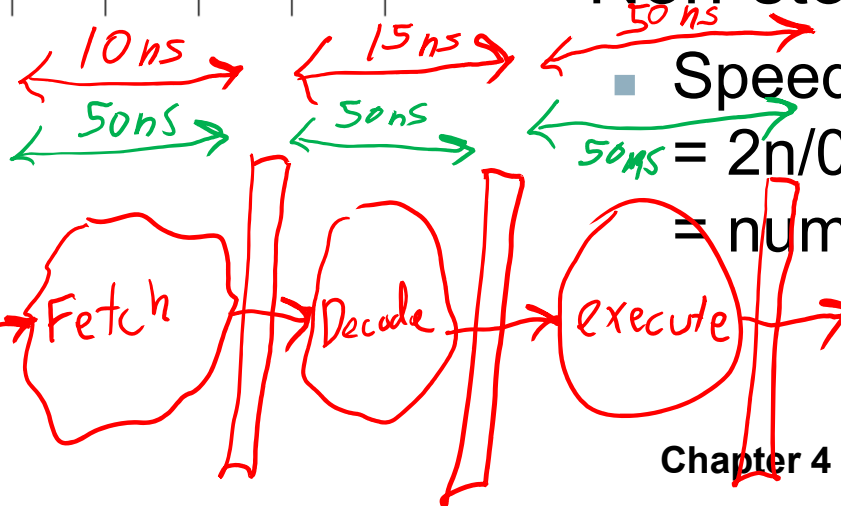 10ns 15ns 50ns
50ns 50ns 50ns
Speed
= 2n/0
= num
Fetch Decode execute
Chapter 4